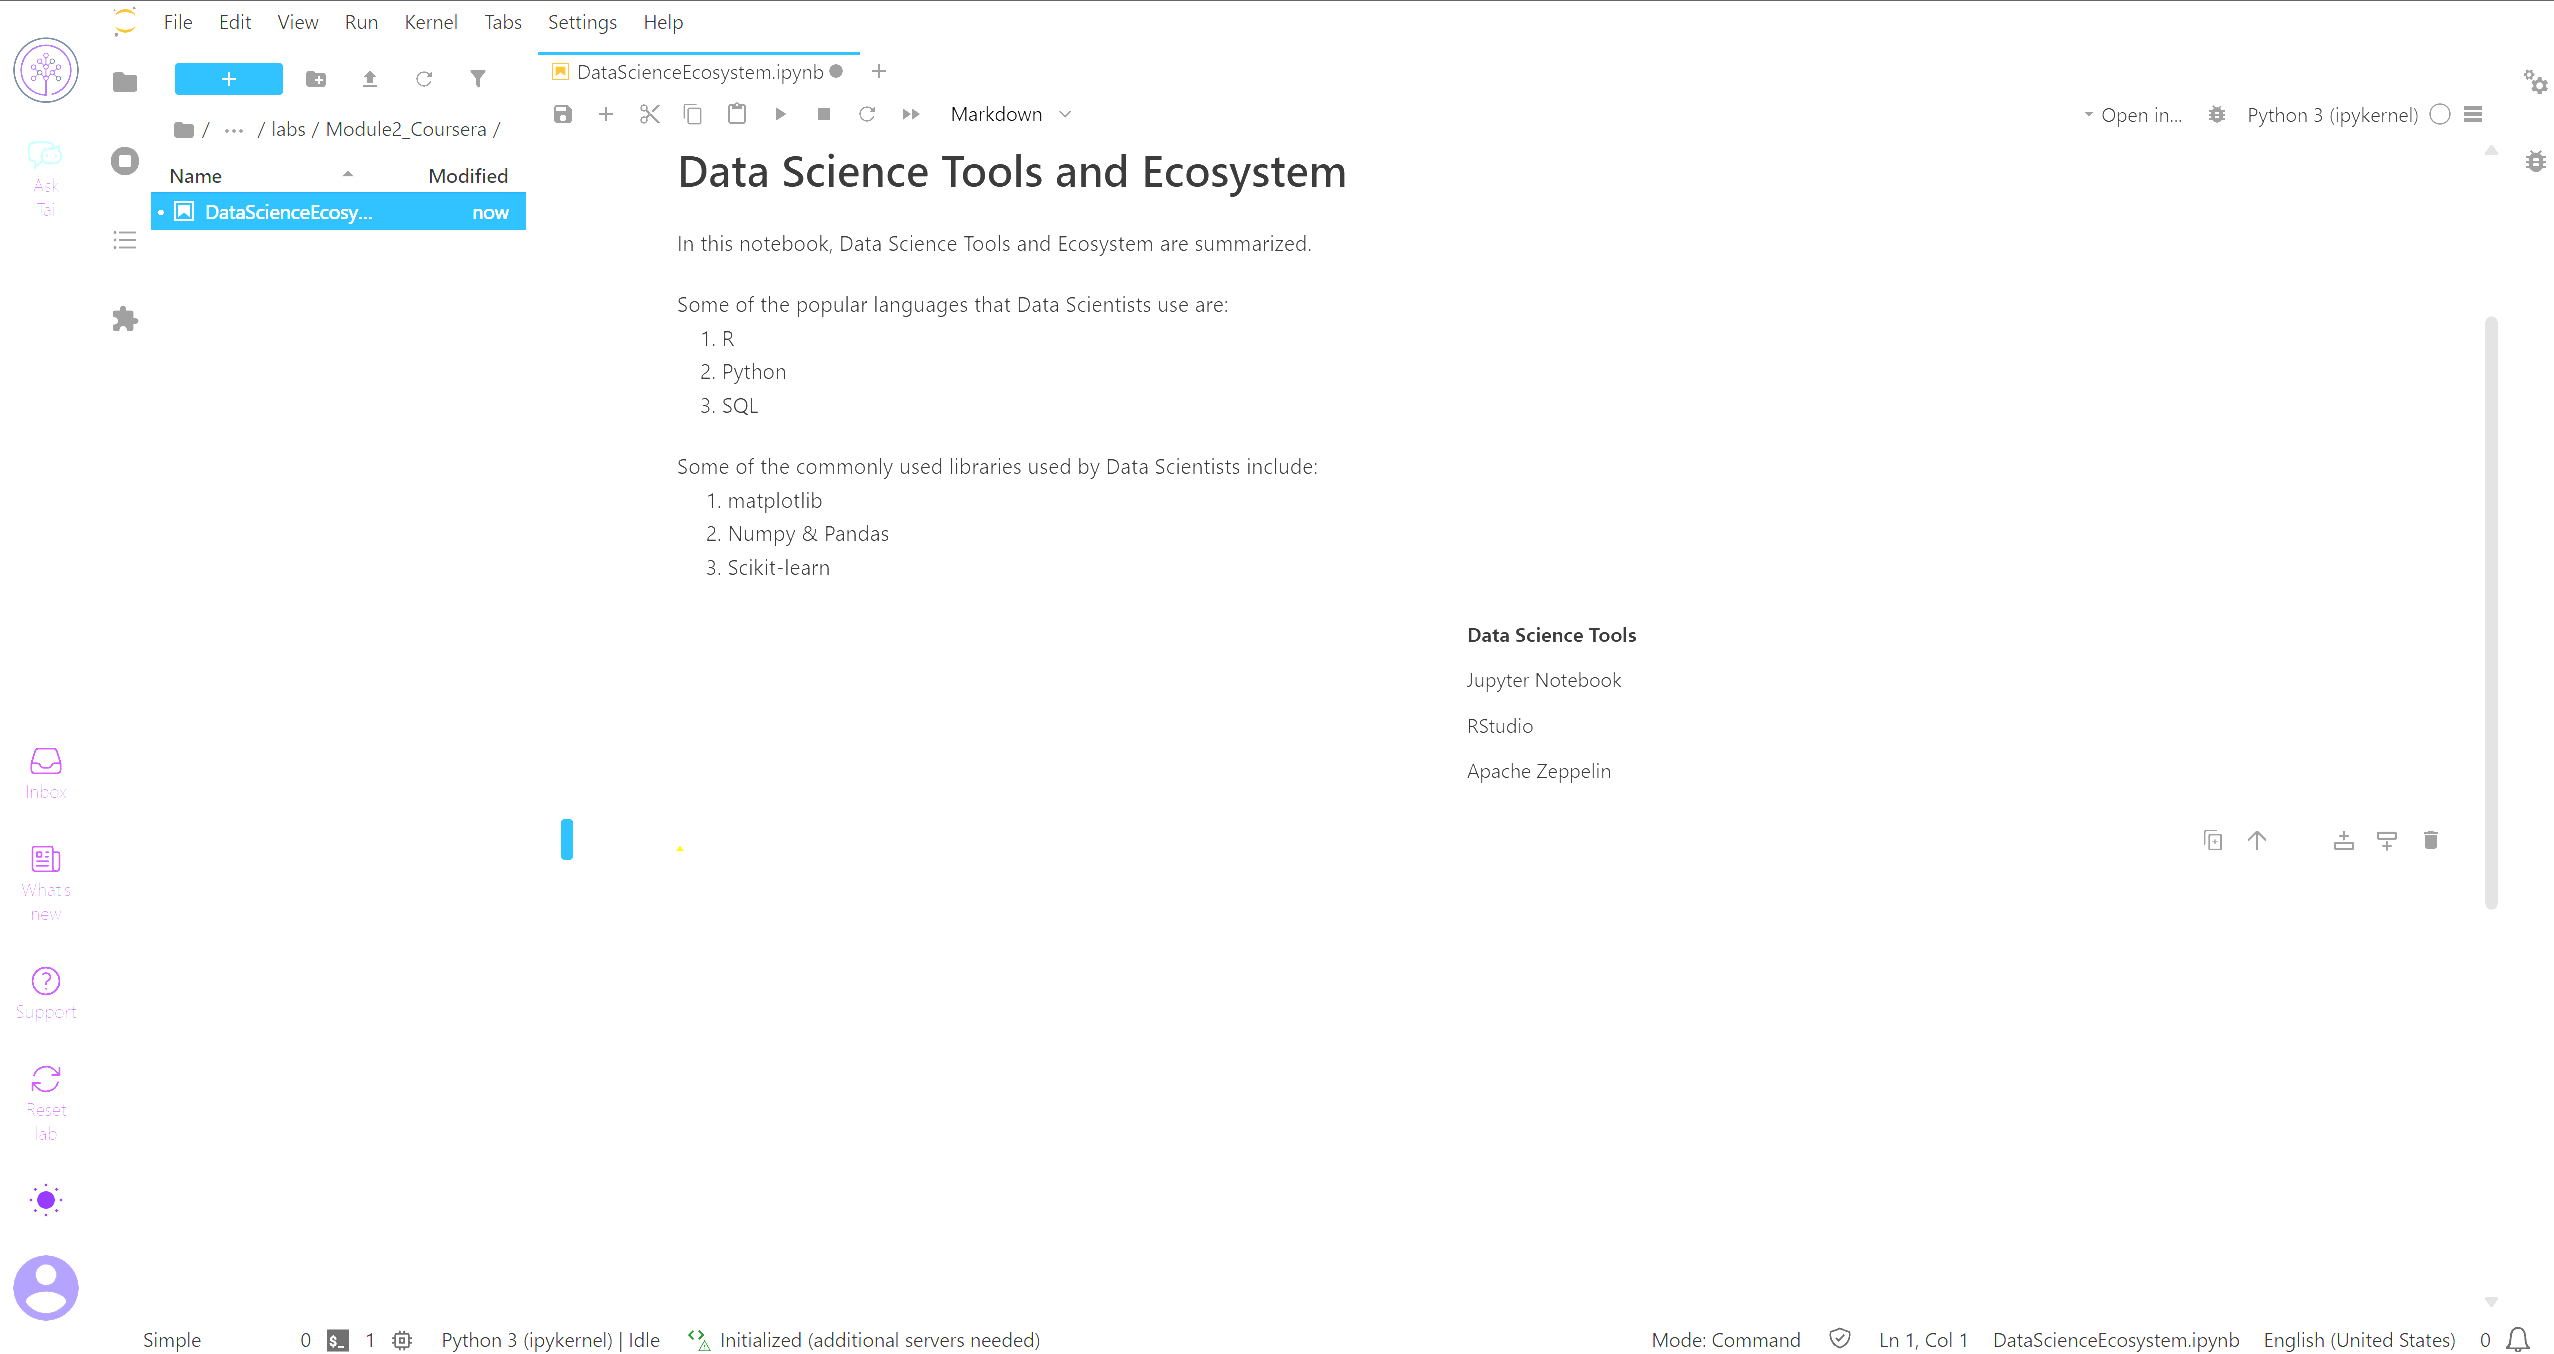 File Edit View Run Kernel Tabs Settings Help
DataScienceEcosystem.ipynb
Markdown
Open in...
Python 3 (ipykernel)
/ ... / labs / Module2_Coursera /
Name Modified
DataScienceEcosy... now
Ask
Tai
Data Science Tools and Ecosystem
In this notebook, Data Science Tools and Ecosystem are summarized.
Some of the popular languages that Data Scientists use are:
1. R
2. Python
3. SQL
Some of the commonly used libraries used by Data Scientists include:
1. matplotlib
2. Numpy & Pandas
3. Scikit-learn
Data Science Tools
Jupyter Notebook
RStudio
Apache Zeppelin
Inbox
What's
new
Support
Reset
lab
Simple 0 $_ 1 Python 3 (ipykernel) | Idle Initialized (additional servers needed) Mode: Command Ln 1, Col 1 DataScienceEcosystem.ipynb English (United States) 0